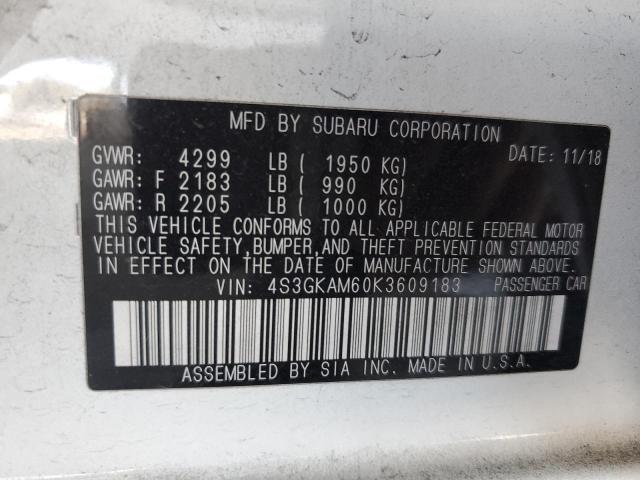 MFD BY SUBARU CORPORATION
GVWR: 4299 LB ( 1950 KG) DATE: 11/18
GAWR: F 2183 LB ( 990 KG)
GAWR: R 2205 LB ( 1000 KG)
THIS VEHICLE CONFORMS TO ALL APPLICABLE FEDERAL MOTOR
VEHICLE SAFETY,BUMPER,AND THEFT PREVENTION STANDARDS
IN EFFECT ON THE DATE OF MANUFACTURE SHOWN ABOVE.
VIN: 4S3GKAM60K3609183 PASSENGER CAR
ASSEMBLED BY SIA INC. MADE IN U.S.A.